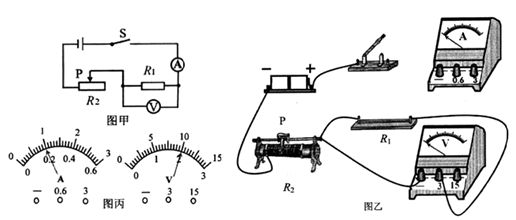 S
P
R₂
R₁
A
V
图甲
0 1 2 3
0 0.2 0.4 0.6
A
— 0.6 3
0 5 10 15
0 1 2 3
V
— 3 15
图丙
− +
A
— 0.6 3
P
R₂
R₁
V
— 3 15
图乙